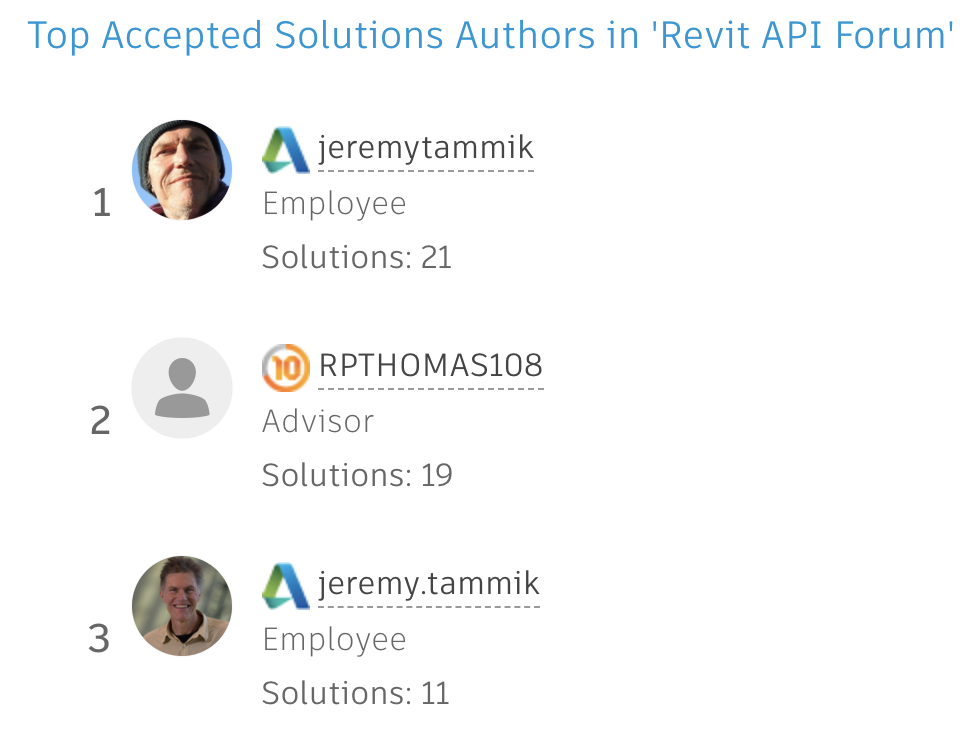 Top Accepted Solutions Authors in 'Revit API Forum'
1
jeremytammik
Employee
Solutions: 21
2
10 RPTHOMAS108
Advisor
Solutions: 19
3
jeremy.tammik
Employee
Solutions: 11